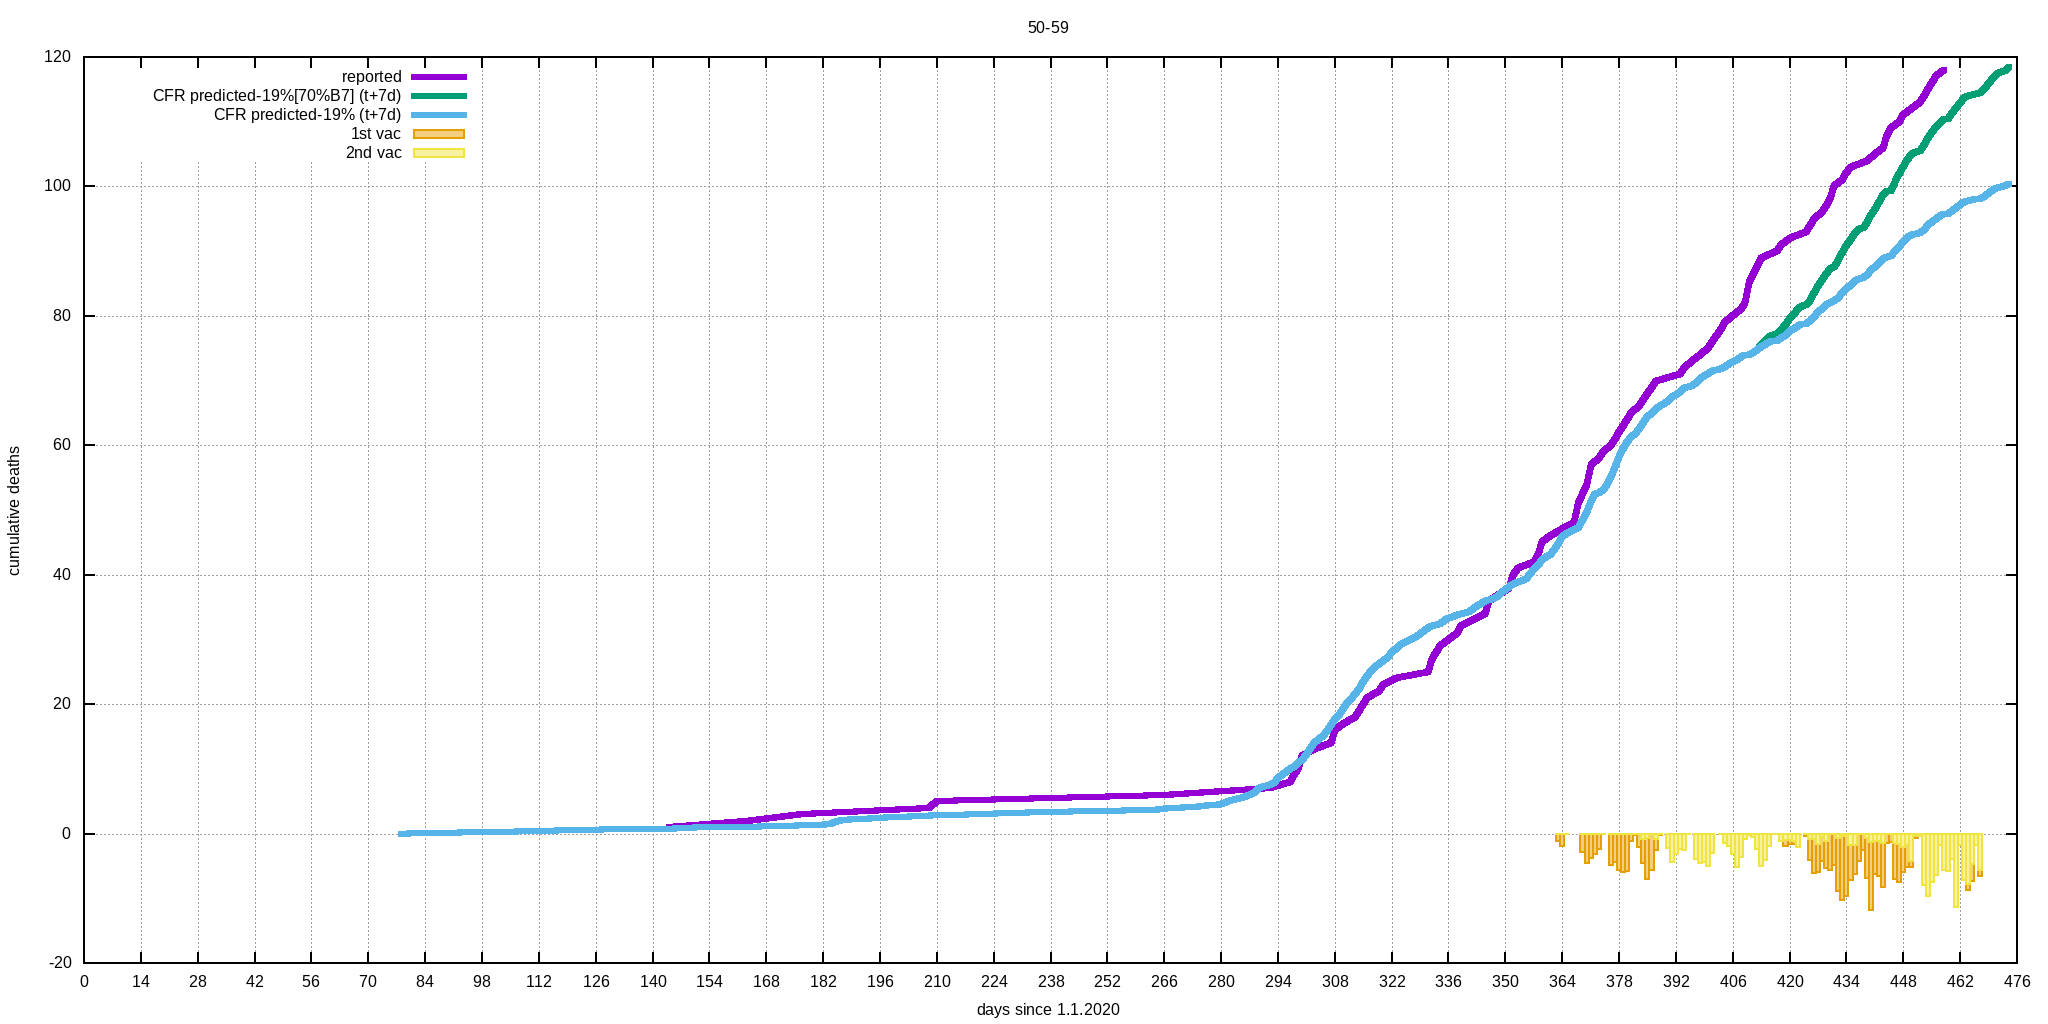 50-59
120
100
80
60
40
20
0
-20
cumulative deaths
reported
CFR predicted-19%[70%B7] (t+7d)
CFR predicted-19% (t+7d)
1st vac
2nd vac
0 14 28 42 56 70 84 98 112 126 140 154 168 182 196 210 224 238 252 266 280 294 308 322 336 350 364 378 392 406 420 434 448 462 476
days since 1.1.2020